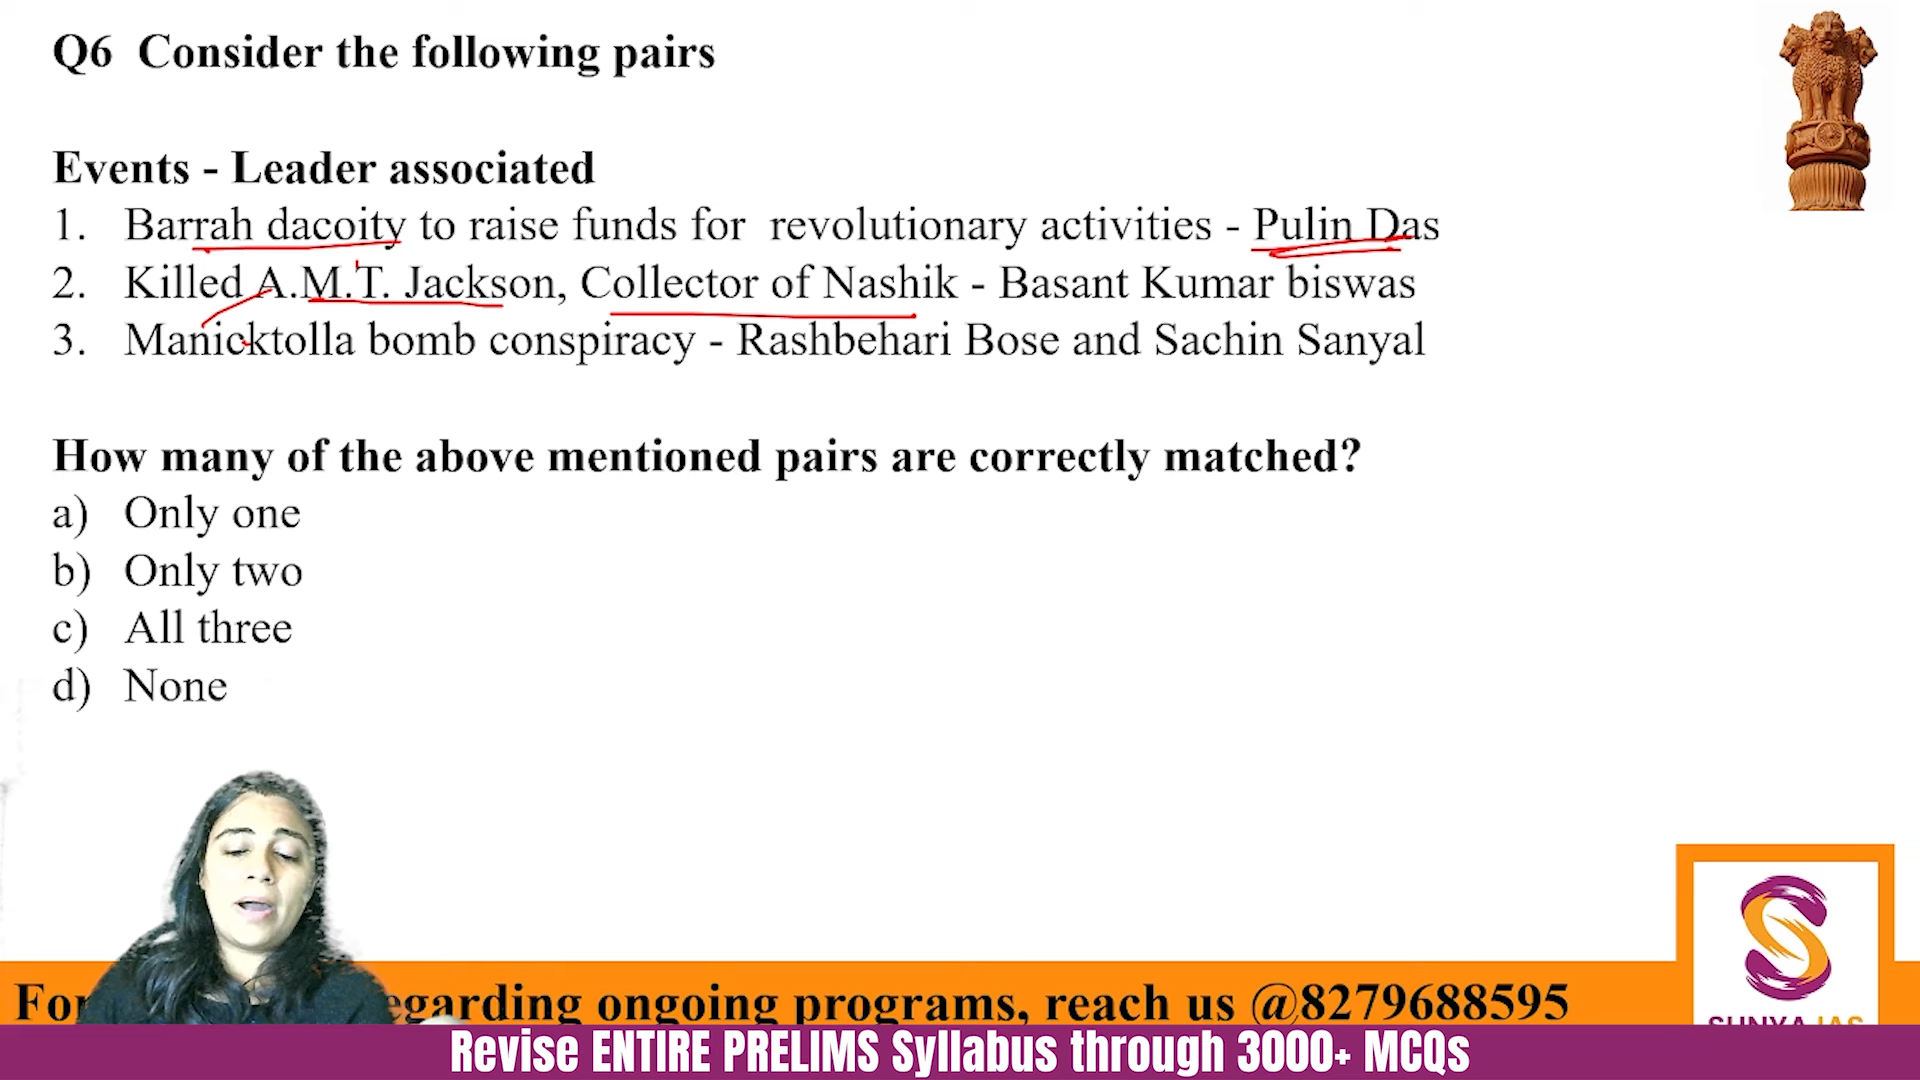 Q6 Consider the following pairs
Events - Leader associated
1. Barrah dacoity to raise funds for revolutionary activities - Pulin Das
2. Killed A.M.T. Jackson, Collector of Nashik - Basant Kumar biswas
3. Manicktolla bomb conspiracy - Rashbehari Bose and Sachin Sanyal
How many of the above mentioned pairs are correctly matched?
a) Only one
b) Only two
c) All three
d) None
For egarding ongoing programs, reach us @8279688595
Revise ENTIRE PRELIMS Syllabus through 3000+ MCQs